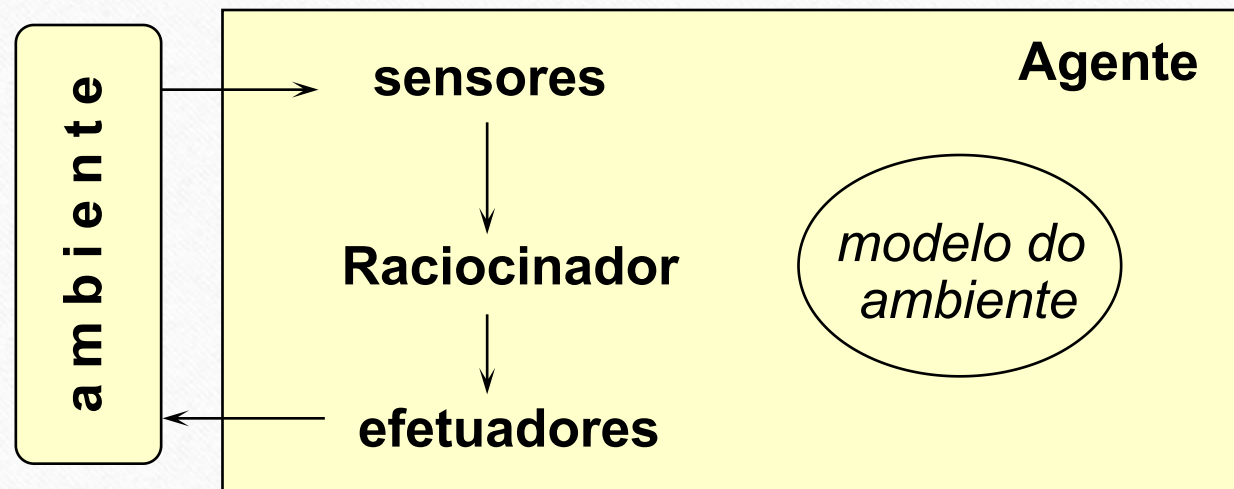 ambiente
sensores
Agente
Raciocinador
modelo do
ambiente
efetuadores